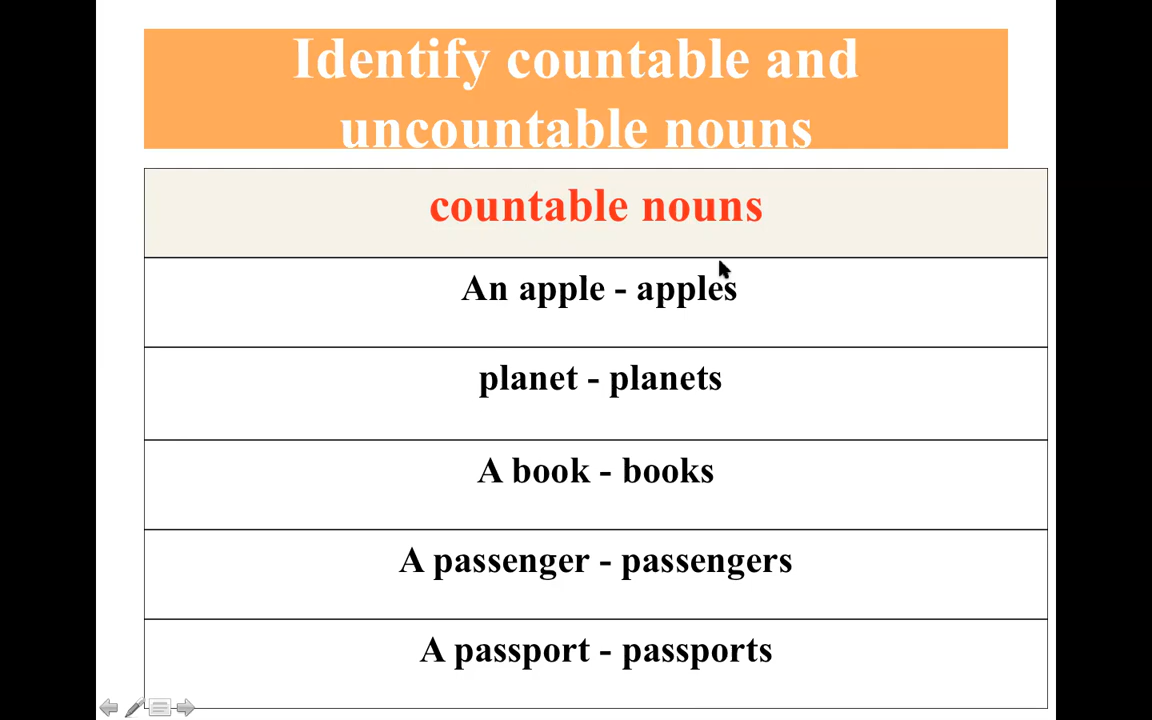 Identify countable and
uncountable nouns
countable nouns
An apple - apples
planet - planets
A book - books
A passenger - passengers
A passport - passports